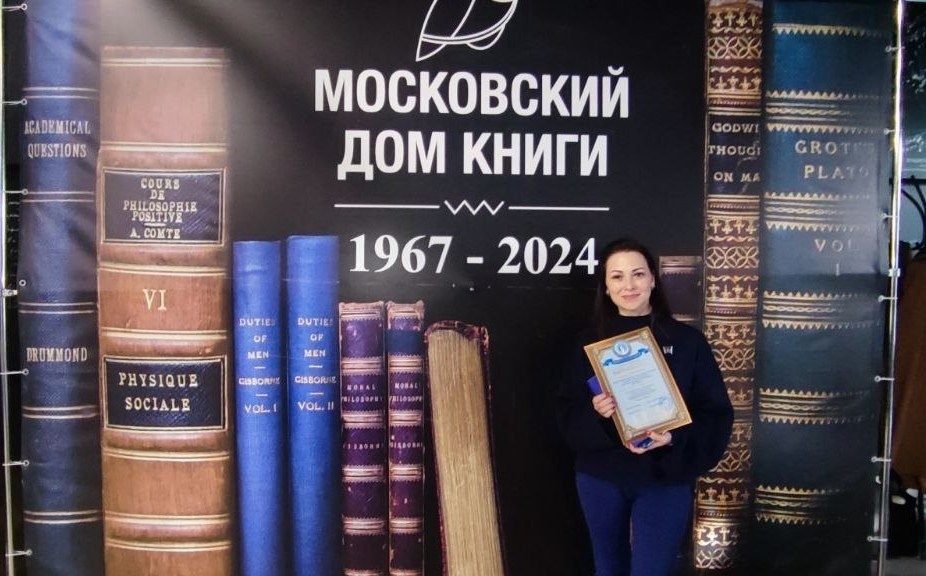 МОСКОВСКИЙ
ДОМ КНИГИ
1967 - 2024
ACADEMICAL
QUESTIONS
DRUMMOND
COURS
DE
PHILOSOPHIE
POSITIVE
A. COMTE
VI
PHYSIQUE
SOCIALE
DUTIES
OF
MEN
GISBORNE
VOL. I
DUTIES
OF
MEN
GISBORNE
VOL. II
MORAL
PHILOSOPHY
MORAL
PHILOSOPHY
GODWI
THOUG
ON MA
GROTE
PLATO
VOL
I